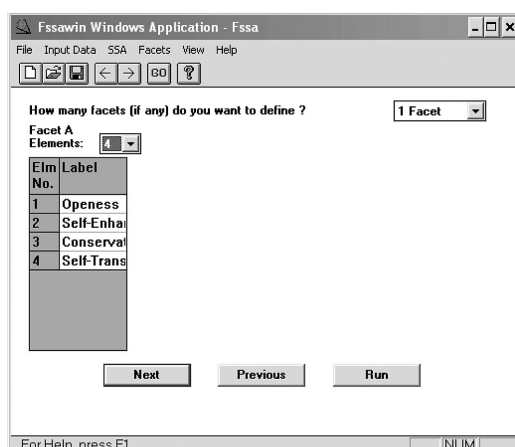 Fssawin Windows Application - Fssa
File Input Data SSA Facets View Help
GO ?
How many facets (if any) do you want to define ? 1 Facet
Facet A
Elements: 4
Elm Label
No.
1 Openess
2 Self-Enha
3 Conservat
4 Self-Trans
Next Previous Run
For Help, press F1 NUM